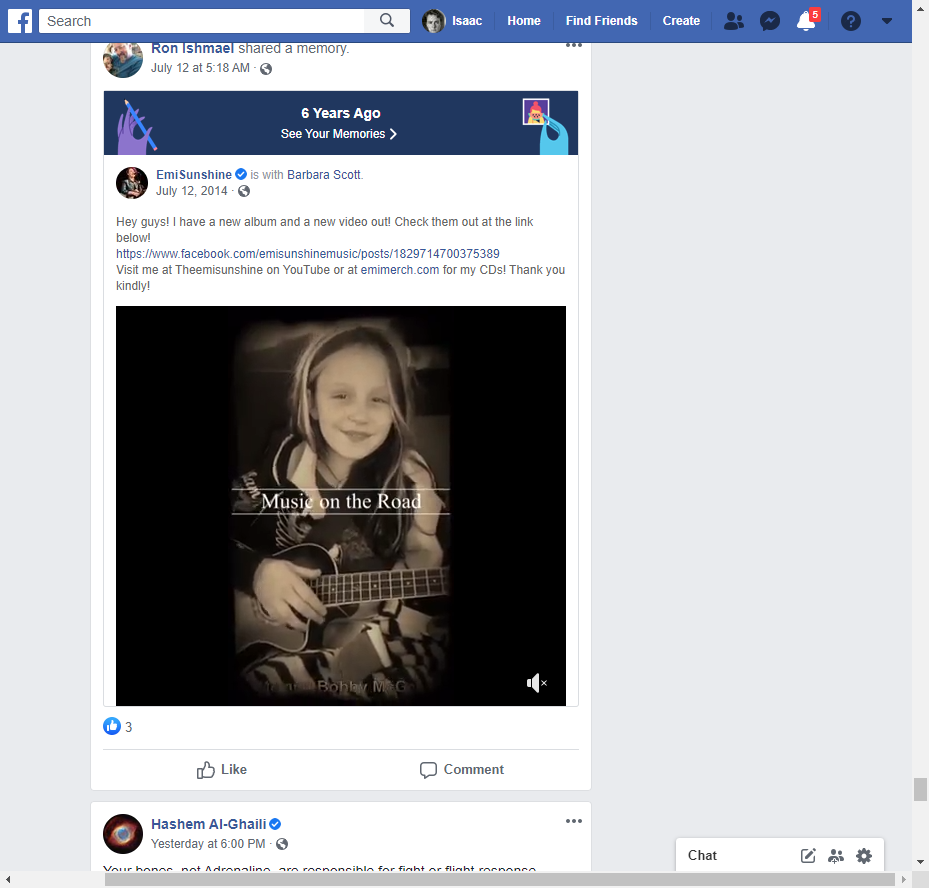 Search
Isaac
Home
Find Friends
Create
5
Ron Ishmael shared a memory.
July 12 at 5:18 AM ·
6 Years Ago
See Your Memories
EmiSunshine is with Barbara Scott.
July 12, 2014 ·
Hey guys! I have a new album and a new video out! Check them out at the link
below!
https://www.facebook.com/emisunshinemusic/posts/1829714700375389
Visit me at Theemisunshine on YouTube or at emimerch.com for my CDs! Thank you
kindly!
Music on the Road
Bobby McG
3
Like
Comment
Hashem Al-Ghaili
Yesterday at 6:00 PM ·
Your bones, not Adrenaline, are responsible for fight or flight response
Chat